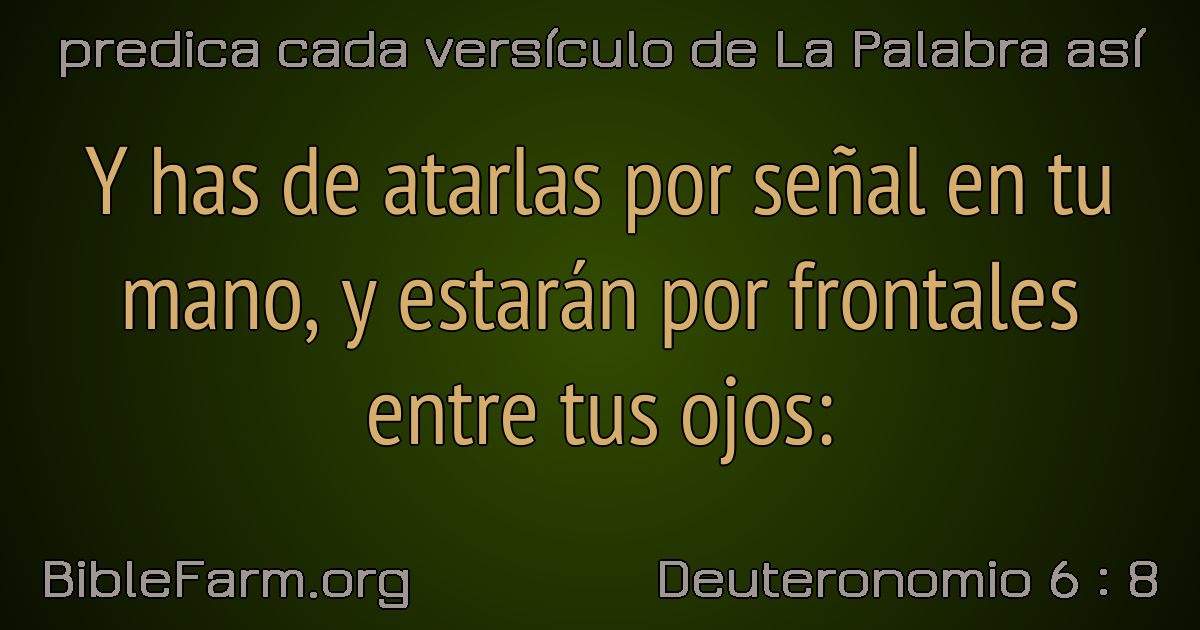 predica cada versículo de La Palabra así
Y has de atarlas por señal en tu
mano, y estarán por frontales
entre tus ojos:
BibleFarm.org
Deuteronomio 6 : 8